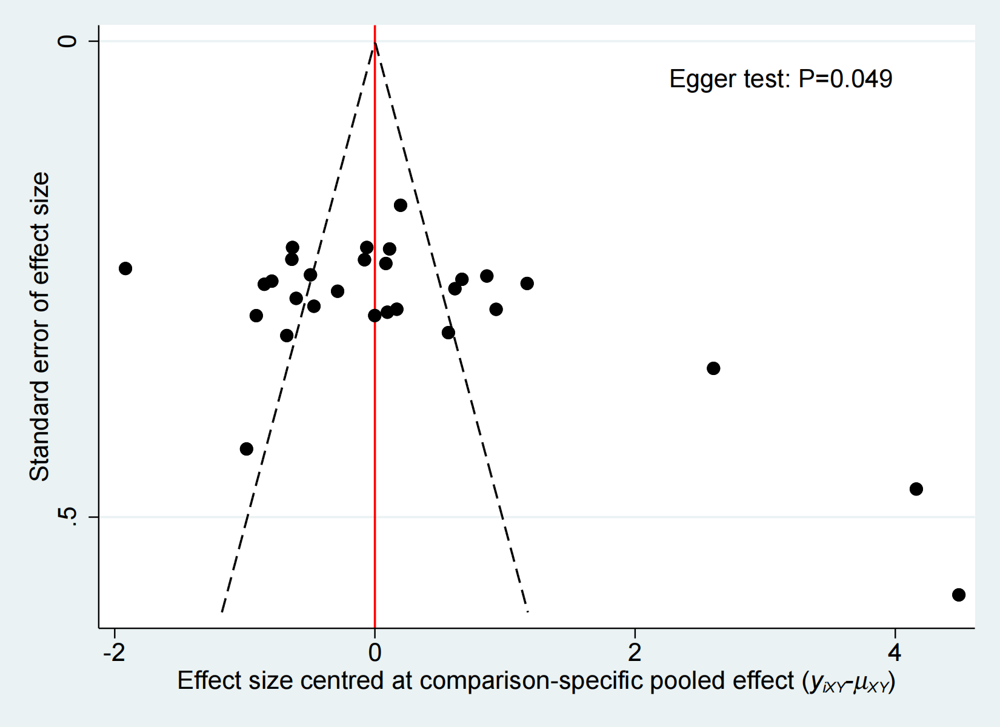 Egger test: P=0.049
Standard error of effect size
0
.5
-2 0 2 4
Effect size centred at comparison-specific pooled effect (yiXY-μXY)